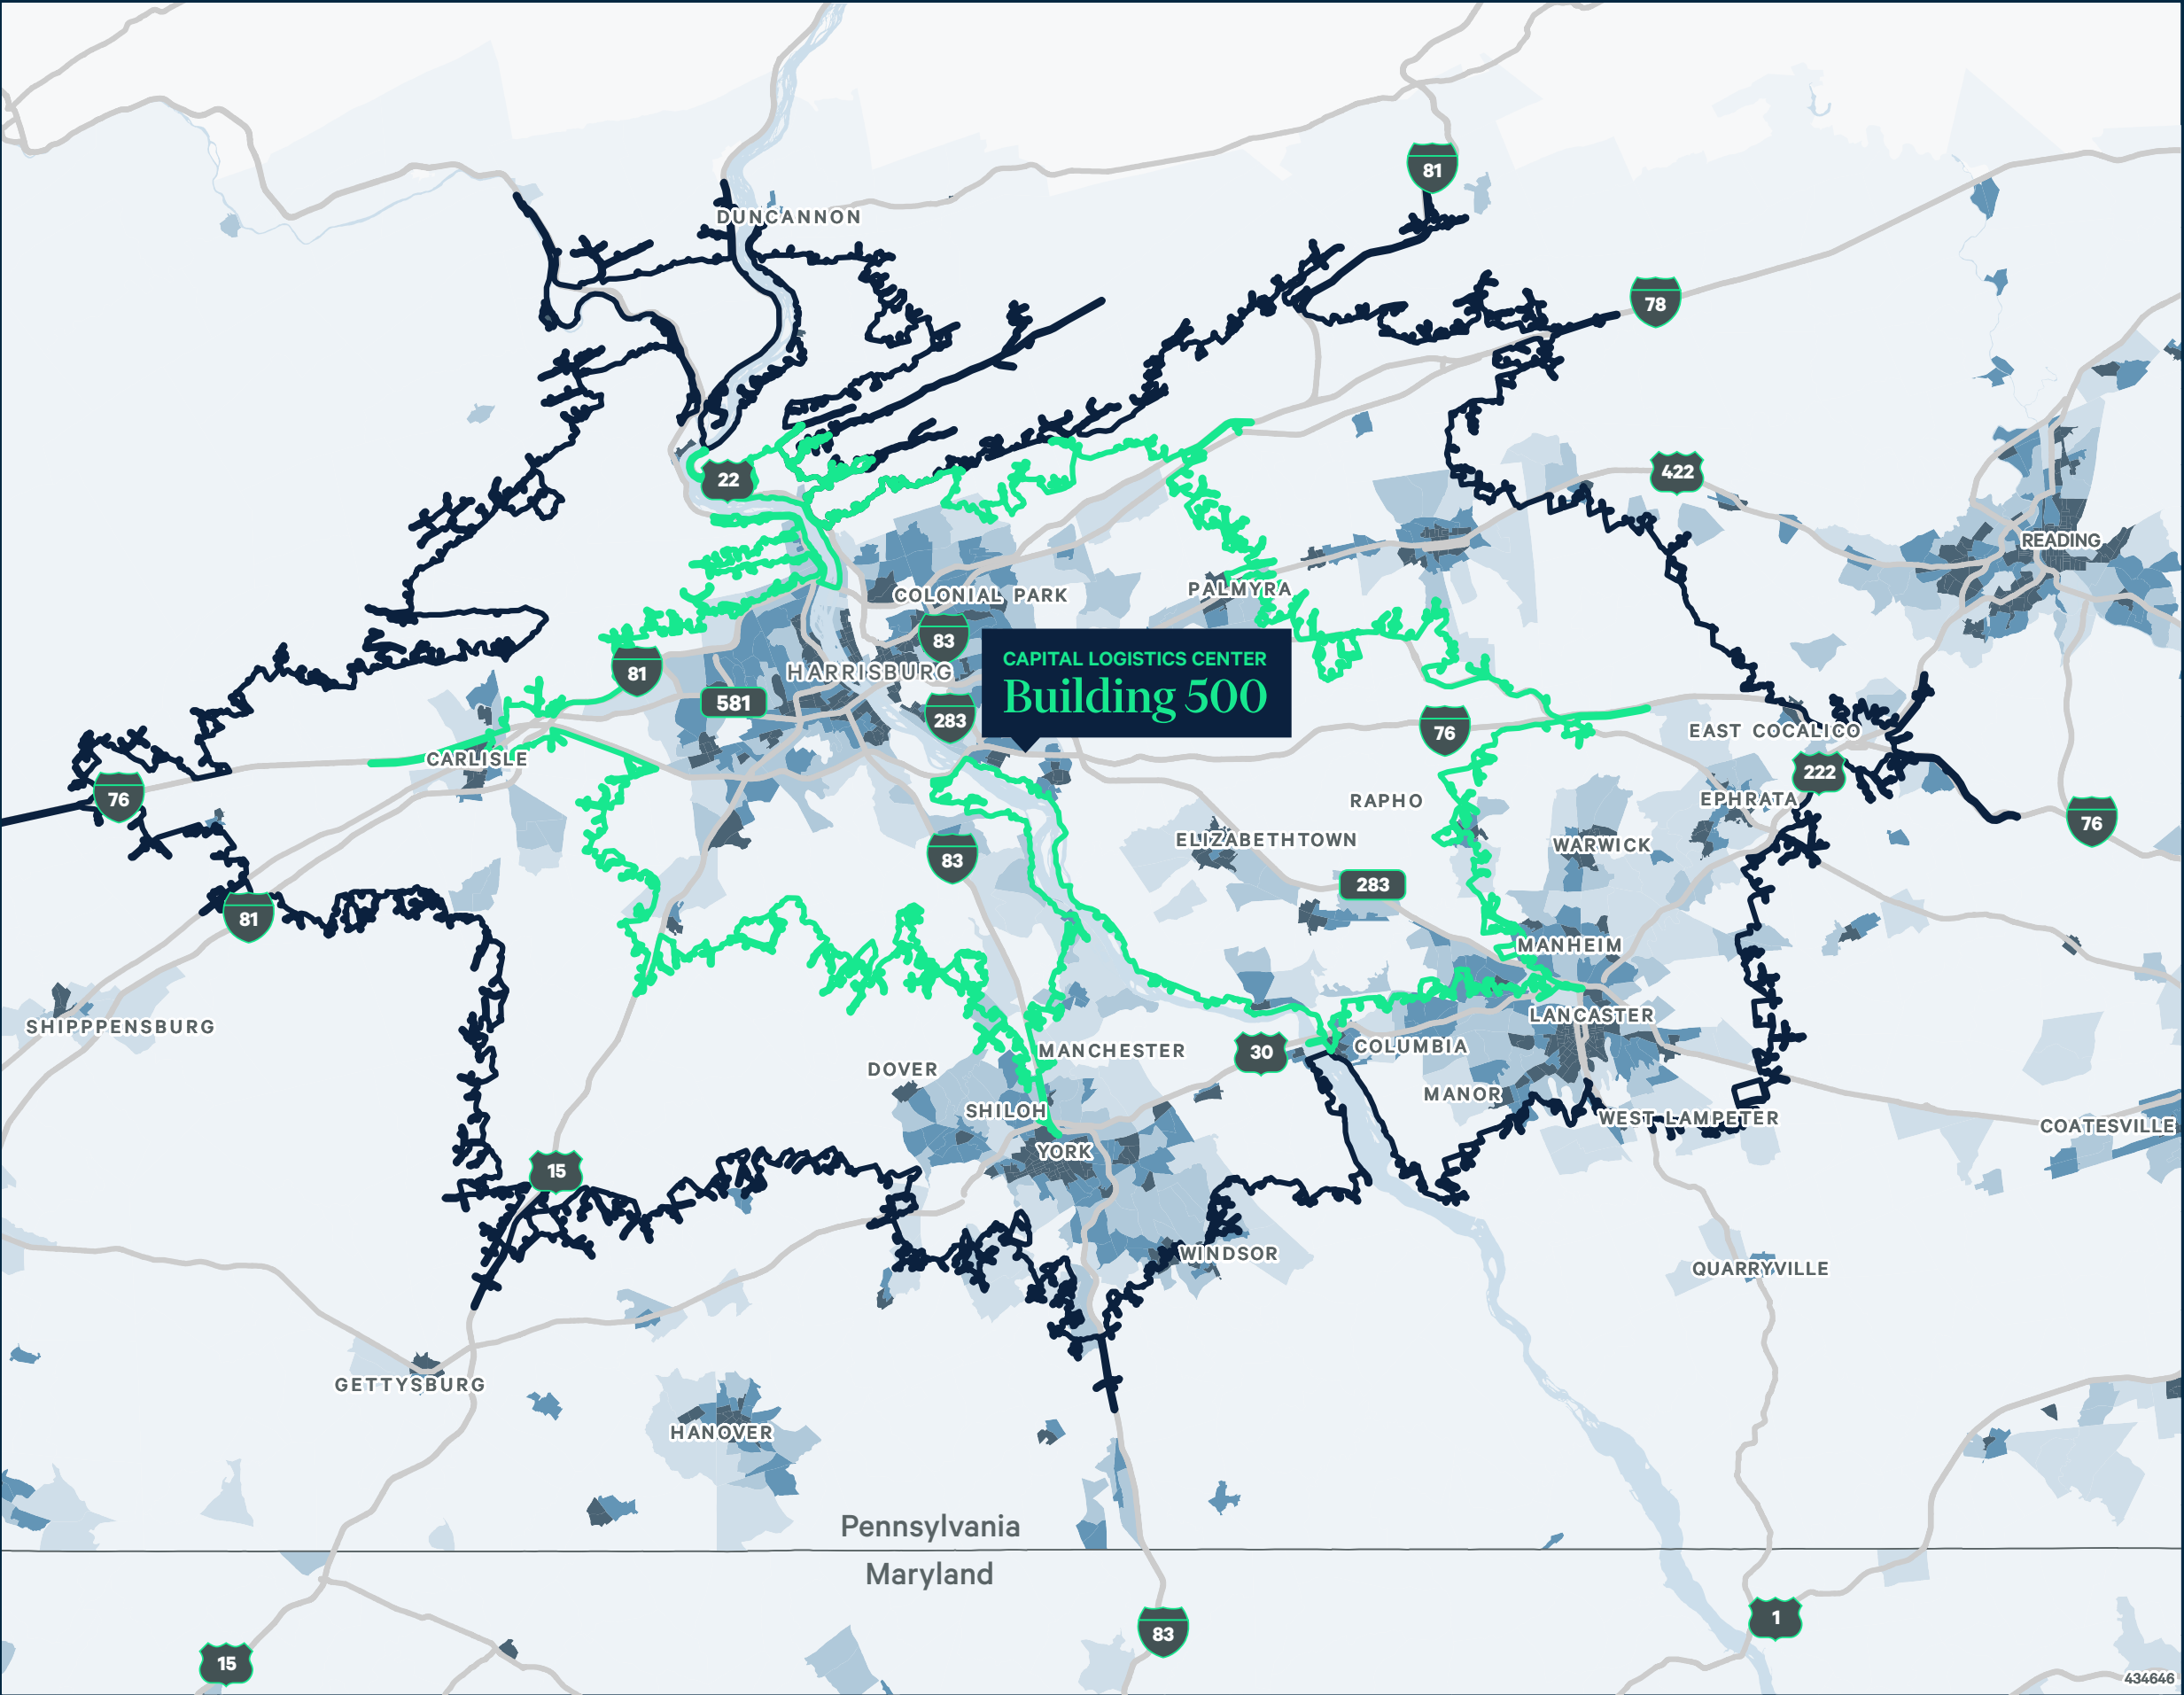 81
DUNCANNON
78
422
22
READING
COLONIAL PARK
PALMYRA
83
CAPITAL LOGISTICS CENTER
Building 500
HARRISBURG
81
581
283
76
EAST COCALICO
CARLISLE
222
76
EPHRATA
RAPHO
76
ELIZABETHTOWN
WARWICK
83
283
81
MANHEIM
LANCASTER
SHIPPPENSBURG
COLUMBIA
30
MANCHESTER
DOVER
MANOR
SHILOH
WEST LAMPETER
COATESVILLE
YORK
15
WINDSOR
QUARRYVILLE
GETTYSBURG
HANOVER
Pennsylvania
Maryland
1
83
15
434646